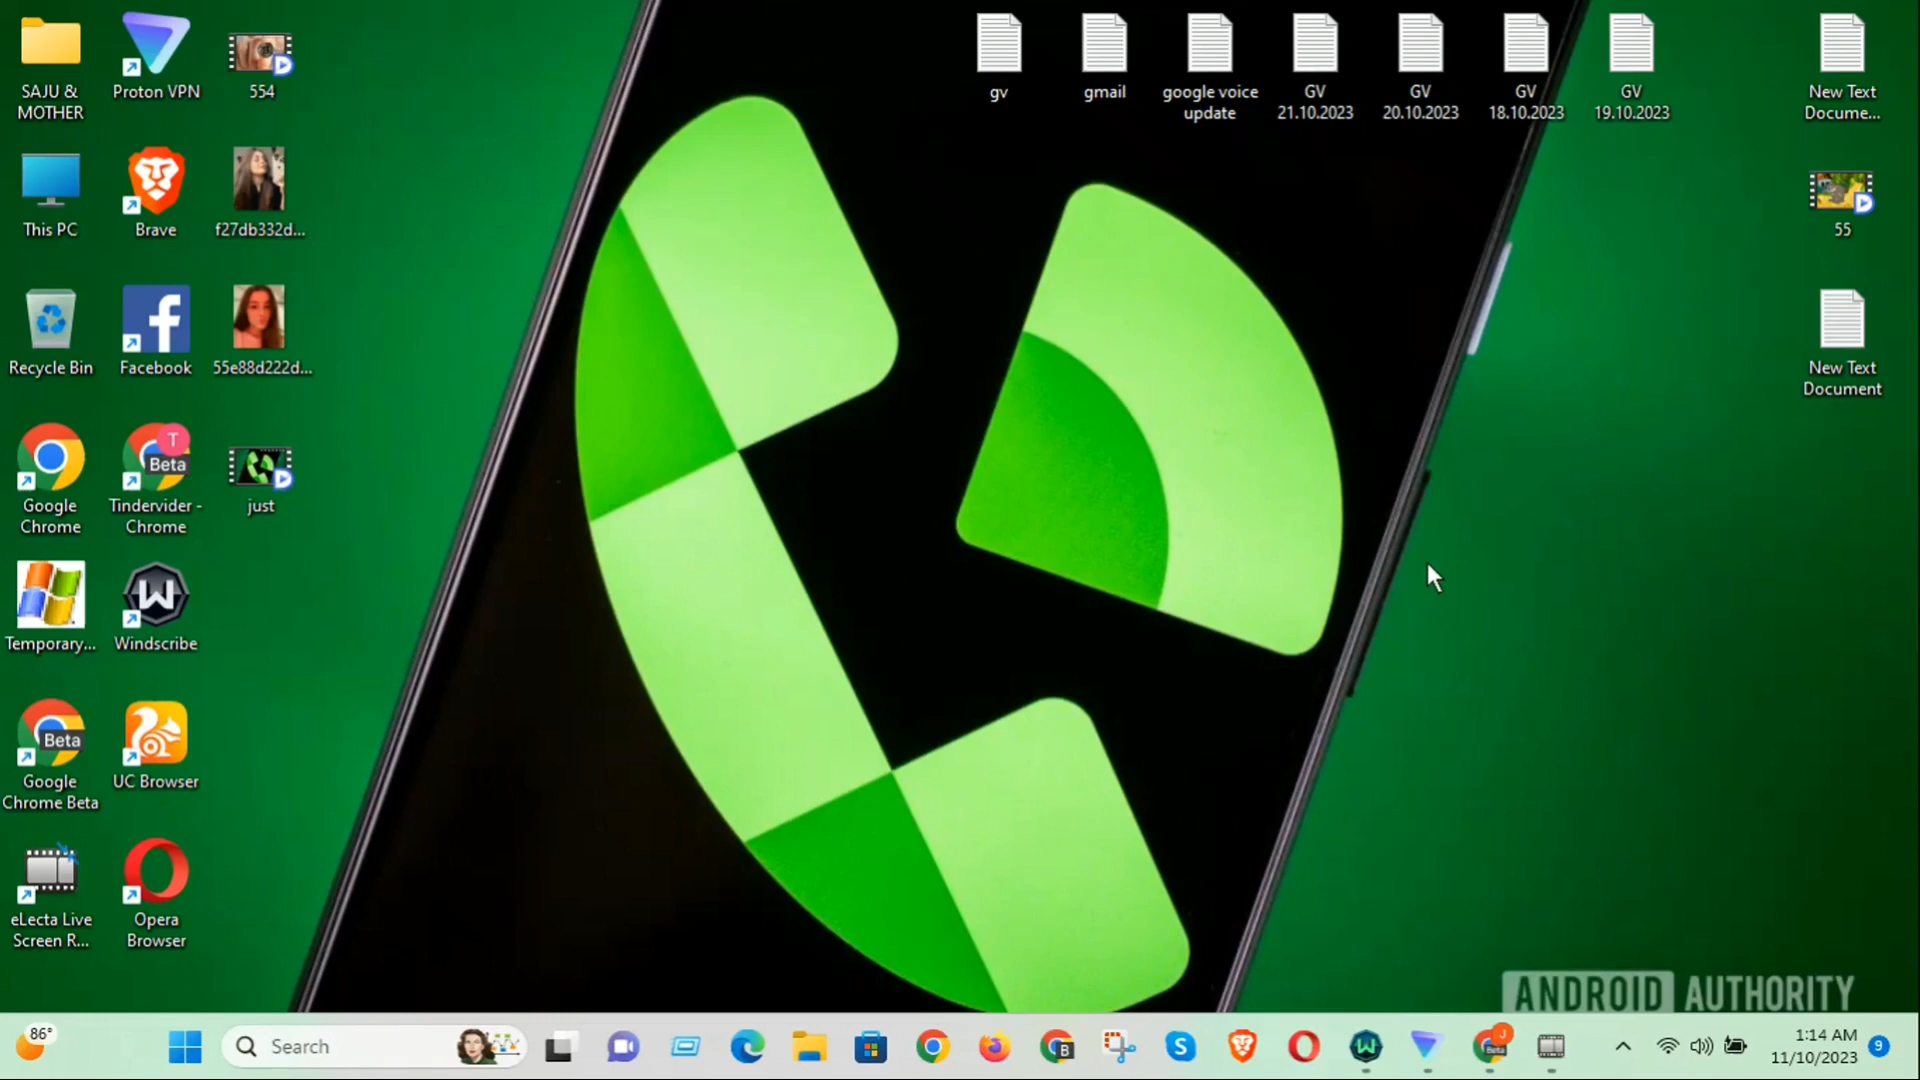 SAJU &
MOTHER
Proton VPN
554
gv
gmail
google voice
update
GV
21.10.2023
GV
20.10.2023
GV
18.10.2023
GV
19.10.2023
New Text
Docume...
This PC
Brave
f27db332d...
55
Recycle Bin
Facebook
55e88d222d...
New Text
Document
Google
Chrome
T
Beta
Tindervider -
Chrome
just
Temporary...
W
Windscribe
Beta
Google
Chrome Beta
UC Browser
eLecta Live
Screen R...
Opera
Browser
ANDROID AUTHORITY
86°
Search
B
S
W
J
Beta
1:14 AM
11/10/2023
9